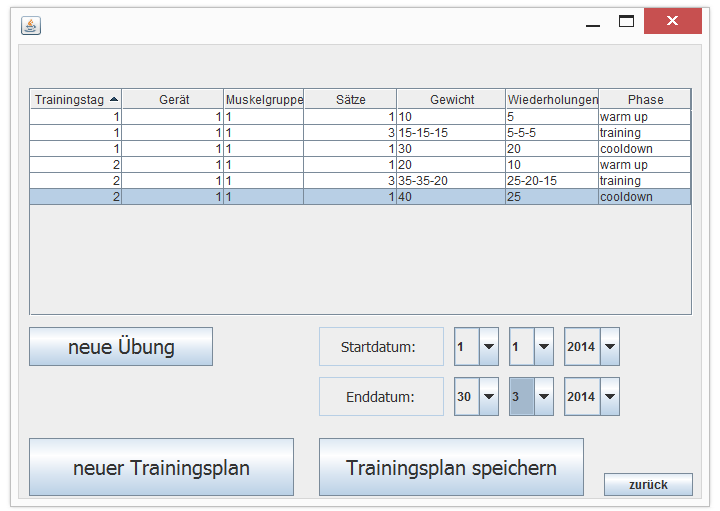 Trainingstag Gerät Muskelgruppe Sätze Gewicht Wiederholungen Phase
1 1 1 1 10 5 warm up
1 1 1 3 15-15-15 5-5-5 training
1 1 1 1 30 20 cooldown
2 1 1 1 20 10 warm up
2 1 1 3 35-35-20 25-20-15 training
2 1 1 1 40 25 cooldown
neue Übung Startdatum: 1 1 2014
Enddatum: 30 3 2014
neuer Trainingsplan Trainingsplan speichern zurück